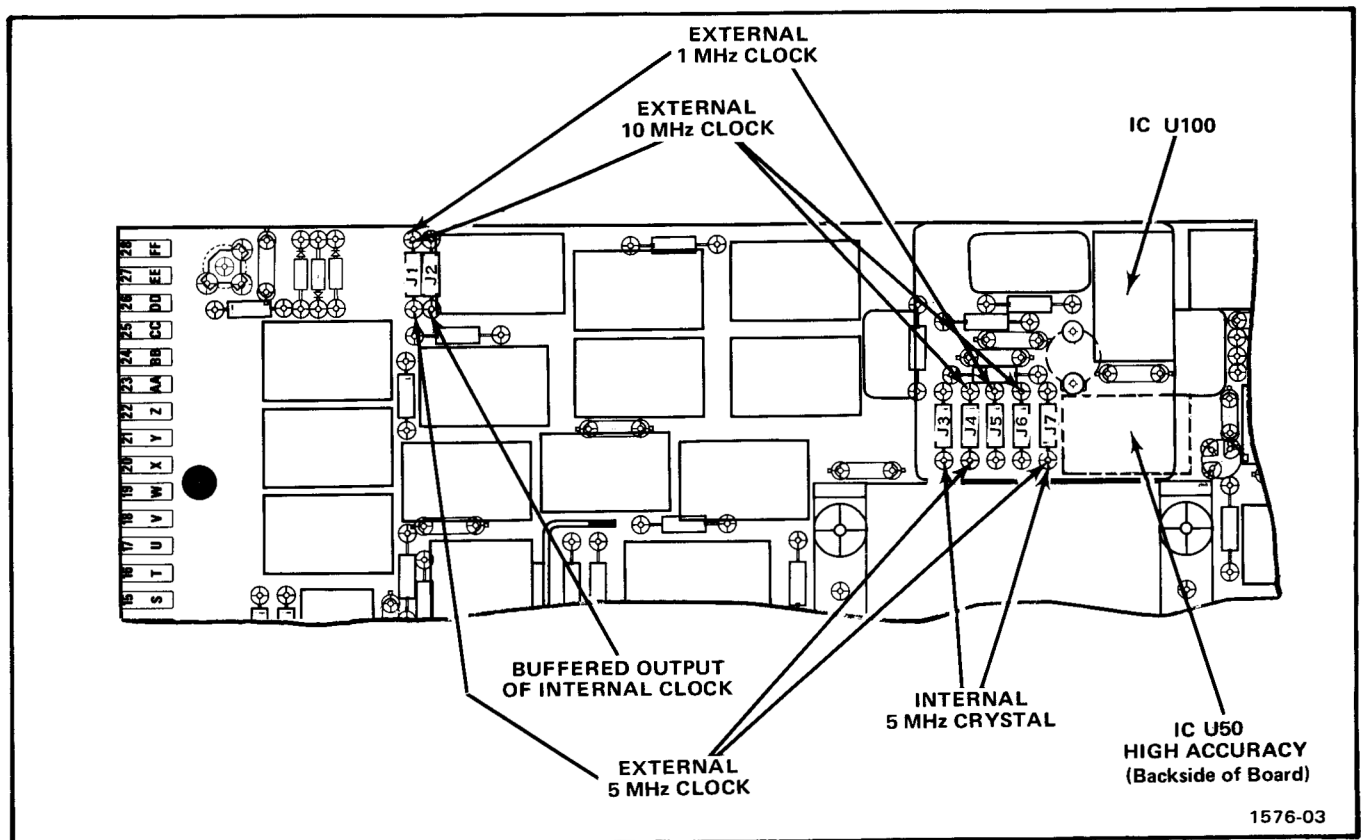 EXTERNAL
1 MHz CLOCK
EXTERNAL
10 MHz CLOCK
IC U100
28 FF
27 EE
26 DD
25 CC
24 BB
23 AA
22 Z
21 Y
20 X
19 W
18 V
17 U
16 T
15 S
J1
J2
J3
J4
J5
J6
J7
BUFFERED OUTPUT
OF INTERNAL CLOCK
INTERNAL
5 MHz CRYSTAL
IC U50
HIGH ACCURACY
(Backside of Board)
EXTERNAL
5 MHz CLOCK
1576-03